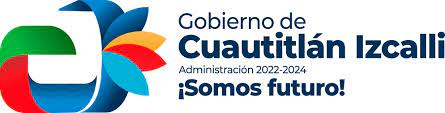 Gobierno de
Cuautitlán Izcalli
Administración 2022-2024
¡Somos futuro!